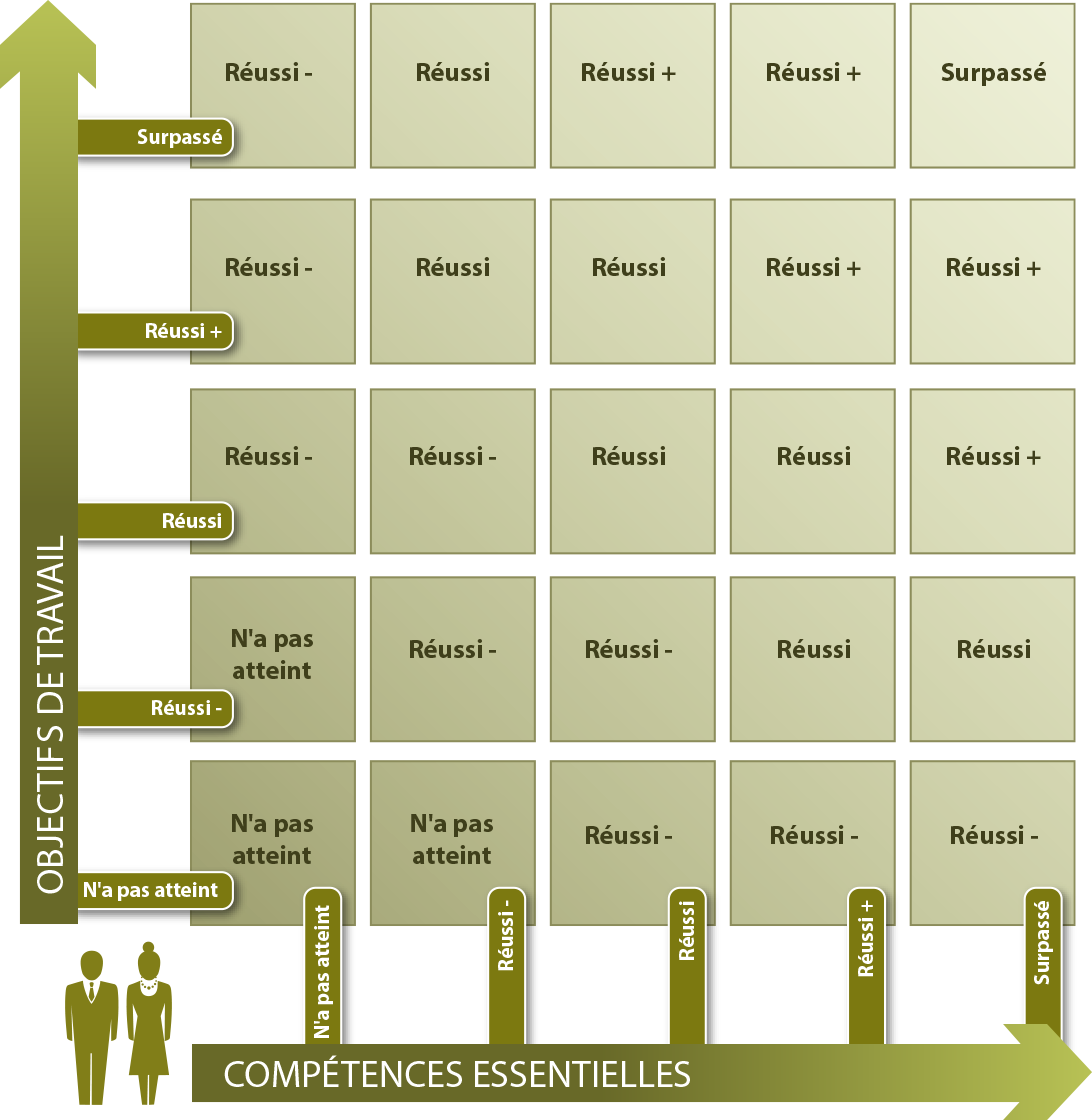 Réussi -
Réussi
Réussi +
Réussi +
Surpassé
Surpassé
Réussi -
Réussi
Réussi
Réussi +
Réussi +
Réussi +
Réussi -
Réussi -
Réussi
Réussi
Réussi +
Réussi
N'a pas
atteint
Réussi -
Réussi -
Réussi
Réussi
Réussi -
N'a pas
atteint
N'a pas
atteint
Réussi -
Réussi -
Réussi -
N'a pas atteint
OBJECTIFS DE TRAVAIL
N'a pas atteint
Réussi -
Réussi
Réussi +
Surpassé
COMPÉTENCES ESSENTIELLES